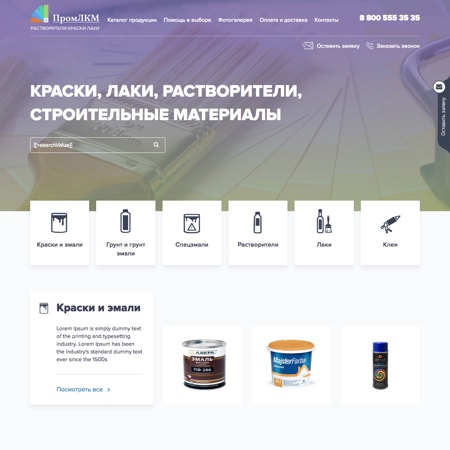 ПромЛКМ
РАСТВОРИТЕЛИ КРАСКИ ЛАКИ
Каталог продукции Помощь в выборе Фотогалерея Оплата и доставка Контакты
8 800 555 35 35
Оставить заявку Заказать звонок
Оставить заявку
КРАСКИ, ЛАКИ, РАСТВОРИТЕЛИ,
СТРОИТЕЛЬНЫЕ МАТЕРИАЛЫ
[[+searchValue]]
Краски и эмали
Грунт и грунт
эмали
Спецэмали
Растворители
Лаки
Клеи
Краски и эмали
Lorem Ipsum is simply dummy text
of the printing and typesetting
industry. Lorem Ipsum has been
the industry's standard dummy text
ever since the 1500s
Посмотреть все
ЛАКРА
ЭМАЛЬ
ПФ-266
MajsterFarba